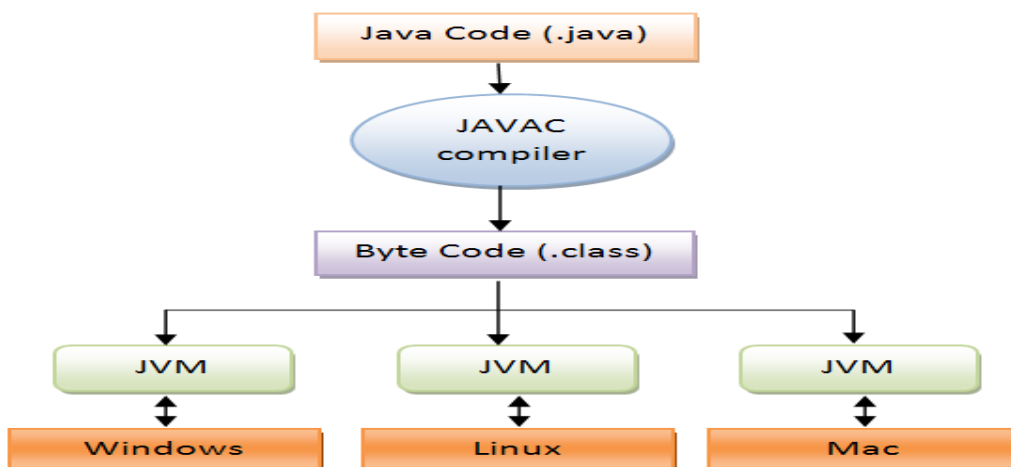 Java Code (.java)
JAVAC
compiler
Byte Code (.class)
JVM
JVM
JVM
Windows
Linux
Mac